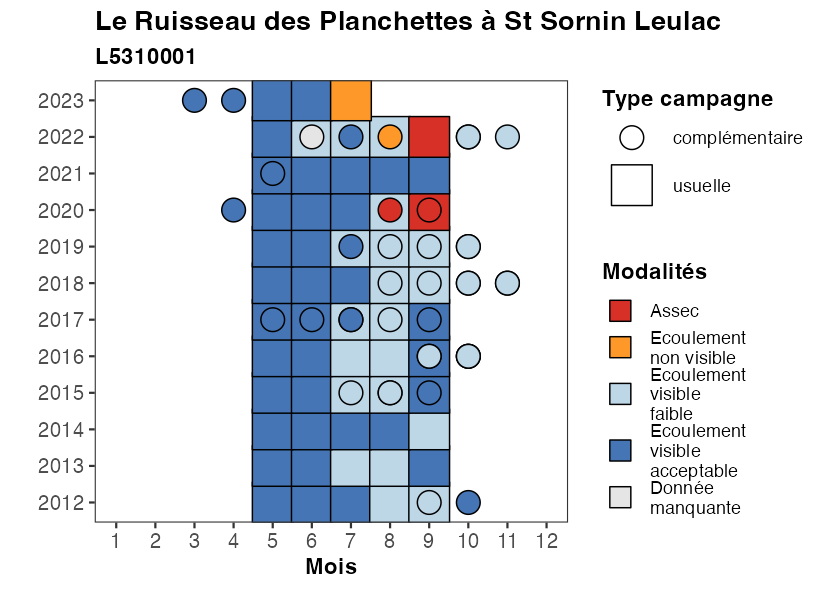 Le Ruisseau des Planchettes à St Sornin Leulac
L5310001
2023
2022
2021
2020
2019
2018
2017
2016
2015
2014
2013
2012
1 2 3 4 5 6 7 8 9 10 11 12
Mois
Type campagne
complémentaire
usuelle
Modalités
Assec
Ecoulement
non visible
Ecoulement
visible
faible
Ecoulement
visible
acceptable
Donnée
manquante